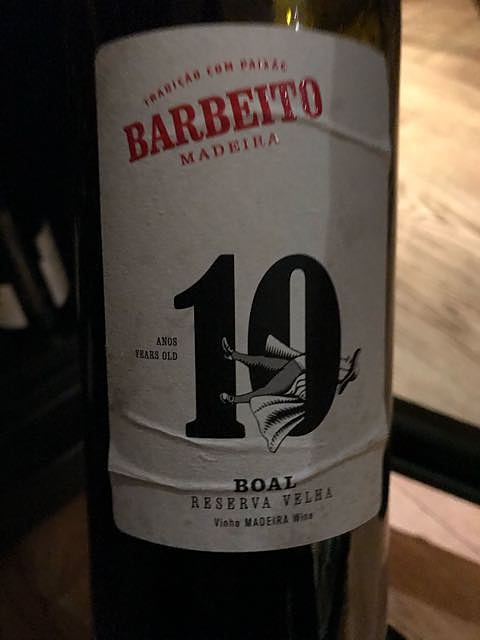 TRADIÇÃO COM PAIXÃO
BARBEITO
MADEIRA
10
ANOS
YEARS OLD
BOAL
RESERVA VELHA
Vinho MADEIRA Wine